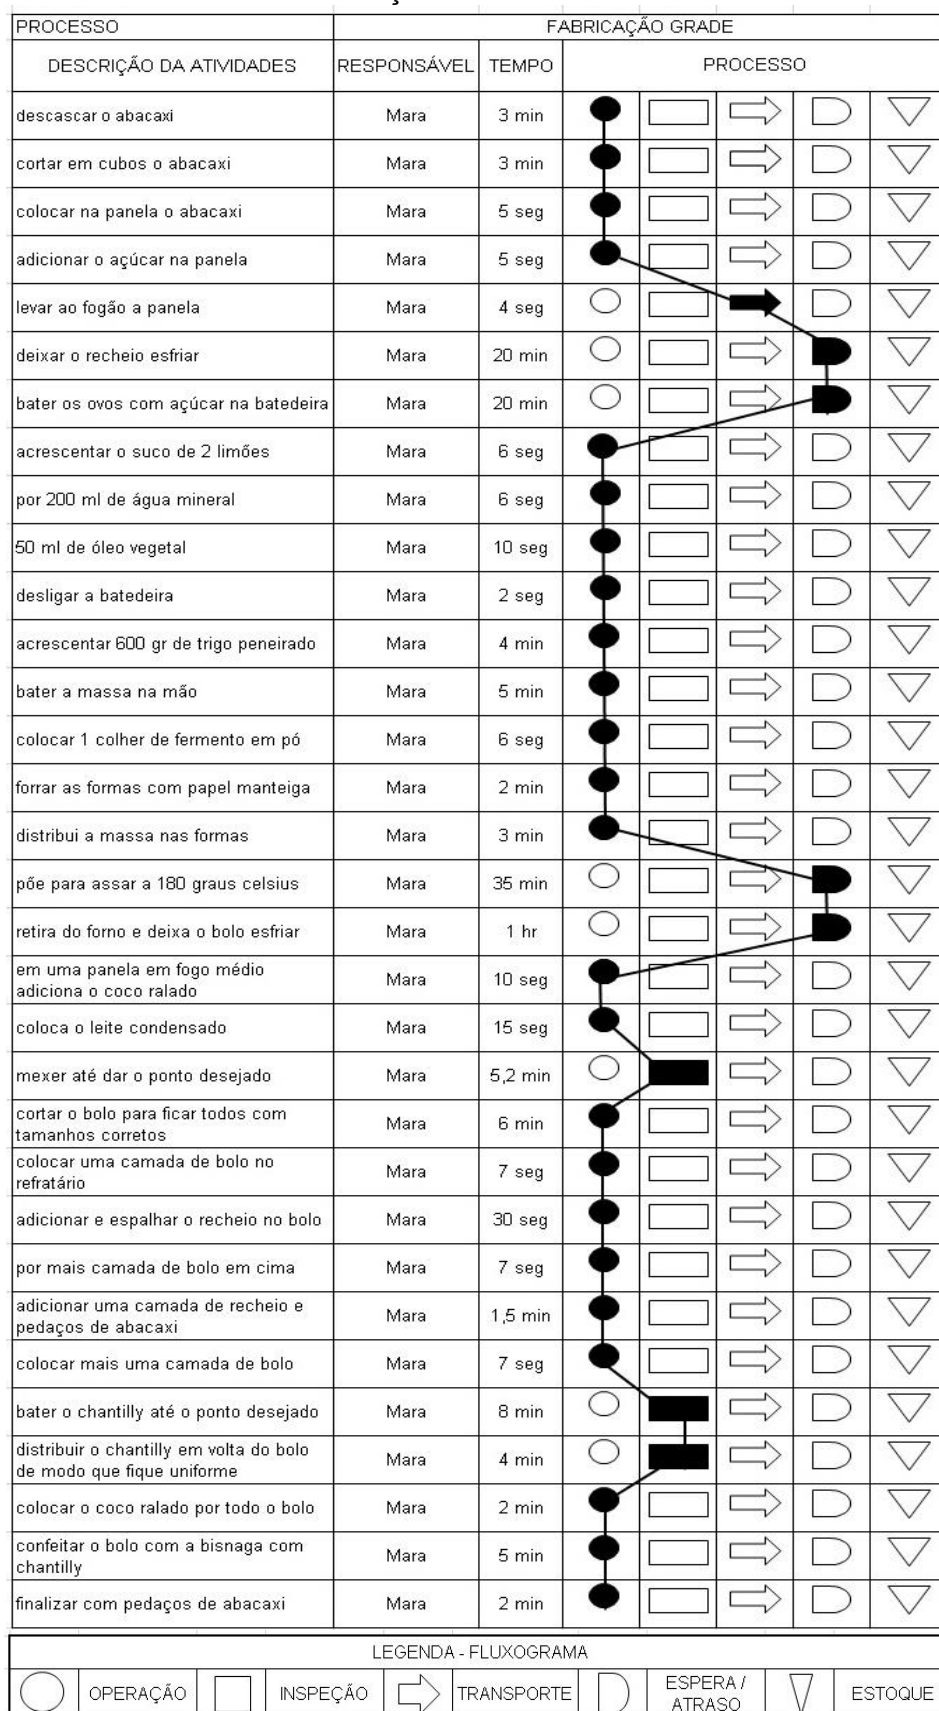 PROCESSO FABRICAÇÃO GRADE
DESCRIÇÃO DA ATIVIDADES RESPONSÁVEL TEMPO PROCESSO
descascar o abacaxi Mara 3 min
cortar em cubos o abacaxi Mara 3 min
colocar na panela o abacaxi Mara 5 seg
adicionar o açúcar na panela Mara 5 seg
levar ao fogão a panela Mara 4 seg
deixar o recheio esfriar Mara 20 min
bater os ovos com açúcar na batedeira Mara 20 min
acrescentar o suco de 2 limões Mara 6 seg
por 200 ml de água mineral Mara 6 seg
50 ml de óleo vegetal Mara 10 seg
desligar a batedeira Mara 2 seg
acrescentar 600 gr de trigo peneirado Mara 4 min
bater a massa na mão Mara 5 min
colocar 1 colher de fermento em pó Mara 6 seg
forrar as formas com papel manteiga Mara 2 min
distribui a massa nas formas Mara 3 min
põe para assar a 180 graus celsius Mara 35 min
retira do forno e deixa o bolo esfriar Mara 1 hr
em uma panela em fogo médio
adiciona o coco ralado Mara 10 seg
coloca o leite condensado Mara 15 seg
mexer até dar o ponto desejado Mara 5,2 min
cortar o bolo para ficar todos com
tamanhos corretos Mara 6 min
colocar uma camada de bolo no
refratário Mara 7 seg
adicionar e espalhar o recheio no bolo Mara 30 seg
por mais camada de bolo em cima Mara 7 seg
adicionar uma camada de recheio e
pedaços de abacaxi Mara 1,5 min
colocar mais uma camada de bolo Mara 7 seg
bater o chantilly até o ponto desejado Mara 8 min
distribuir o chantilly em volta do bolo
de modo que fique uniforme Mara 4 min
colocar o coco ralado por todo o bolo Mara 2 min
confeitar o bolo com a bisnaga com
chantilly Mara 5 min
finalizar com pedaços de abacaxi Mara 2 min
LEGENDA - FLUXOGRAMA
OPERAÇÃO INSPEÇÃO TRANSPORTE ESPERA / ATRASO ESTOQUE